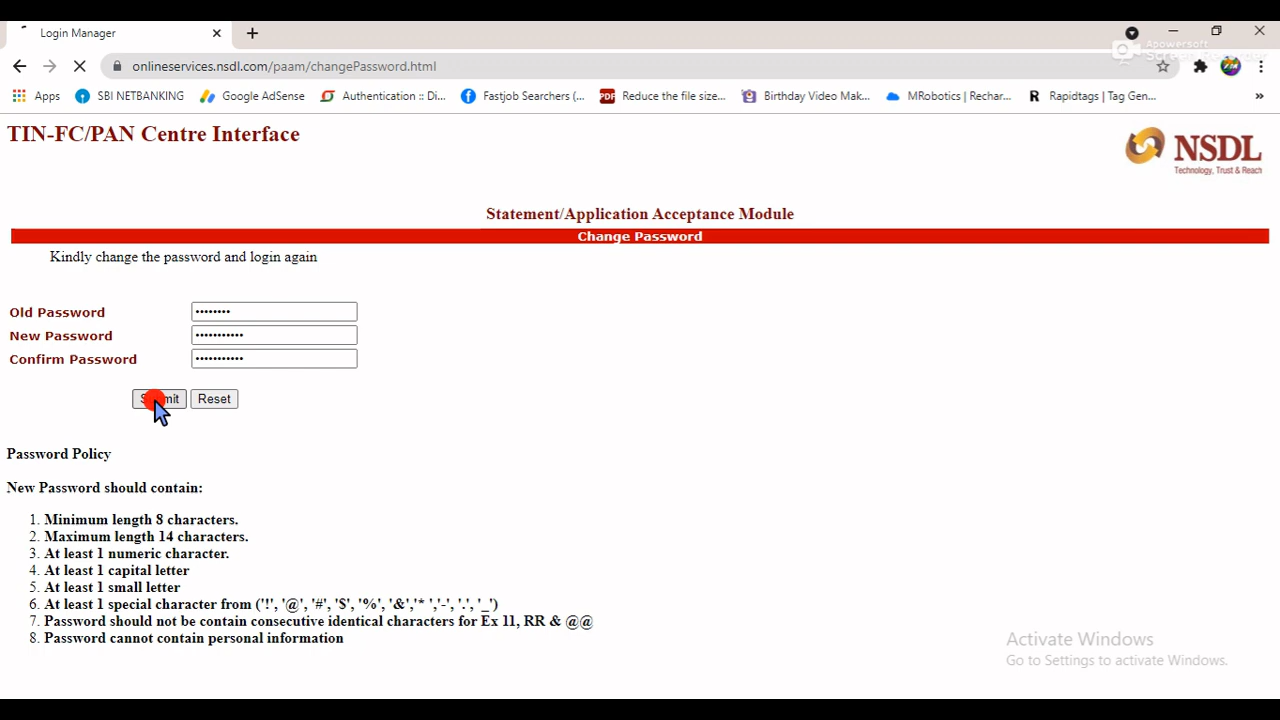 Login Manager
onlineservices.nsdl.com/paam/changePassword.html
Apowersoft
Screen Recorder
Apps SBI NETBANKING Google AdSense Authentication :: Di... Fastjob Searchers (... PDF Reduce the file size... Birthday Video Mak... MRobotics | Rechar... R Rapidtags | Tag Gen... »
TIN-FC/PAN Centre Interface
NSDL
Technology, Trust & Reach
Statement/Application Acceptance Module
Change Password
Kindly change the password and login again
Old Password ••••••••
New Password •••••••••••
Confirm Password •••••••••••
Reset
Password Policy
New Password should contain:
1. Minimum length 8 characters.
2. Maximum length 14 characters.
3. At least 1 numeric character.
4. At least 1 capital letter
5. At least 1 small letter
6. At least 1 special character from ('!', '@', '#', '$', '%', '&','* ','-', '.', '_')
7. Password should not be contain consecutive identical characters for Ex 11, RR & @@
8. Password cannot contain personal information
Activate Windows
Go to Settings to activate Windows.